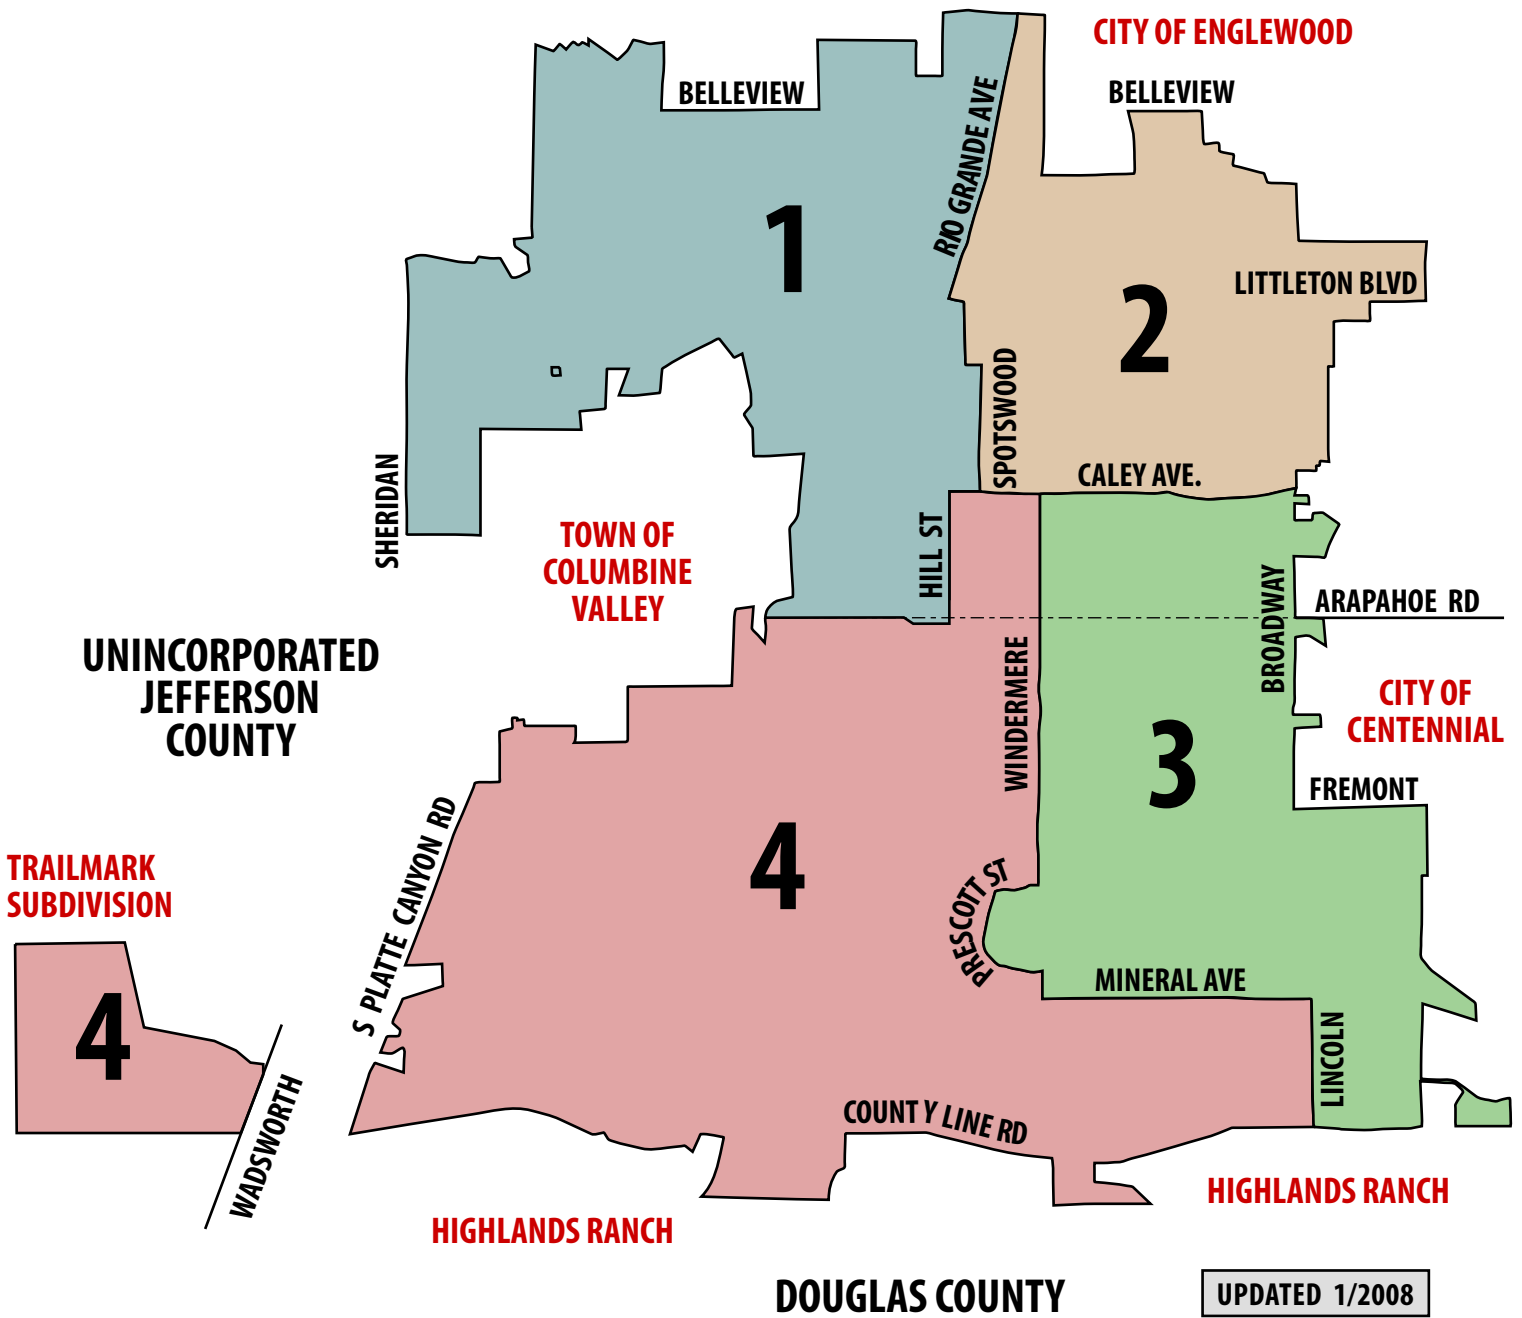 CITY OF ENGLEWOOD
BELLEVIEW
BELLEVIEW
RIO GRANDE AVE
1
2
LITTLETON BLVD
SPOTSWOOD
CALEY AVE.
SHERIDAN
TOWN OF
COLUMBINE
VALLEY
HILL ST
BROADWAY
ARAPAHOE RD
UNINCORPORATED
JEFFERSON
COUNTY
WINDERMERE
CITY OF
CENTENNIAL
3
FREMONT
S PLATTE CANYON RD
4
PRESCOTT ST
TRAILMARK
SUBDIVISION
4
MINERAL AVE
LINCOLN
WADSWORTH
COUNTY LINE RD
HIGHLANDS RANCH
HIGHLANDS RANCH
DOUGLAS COUNTY
UPDATED 1/2008